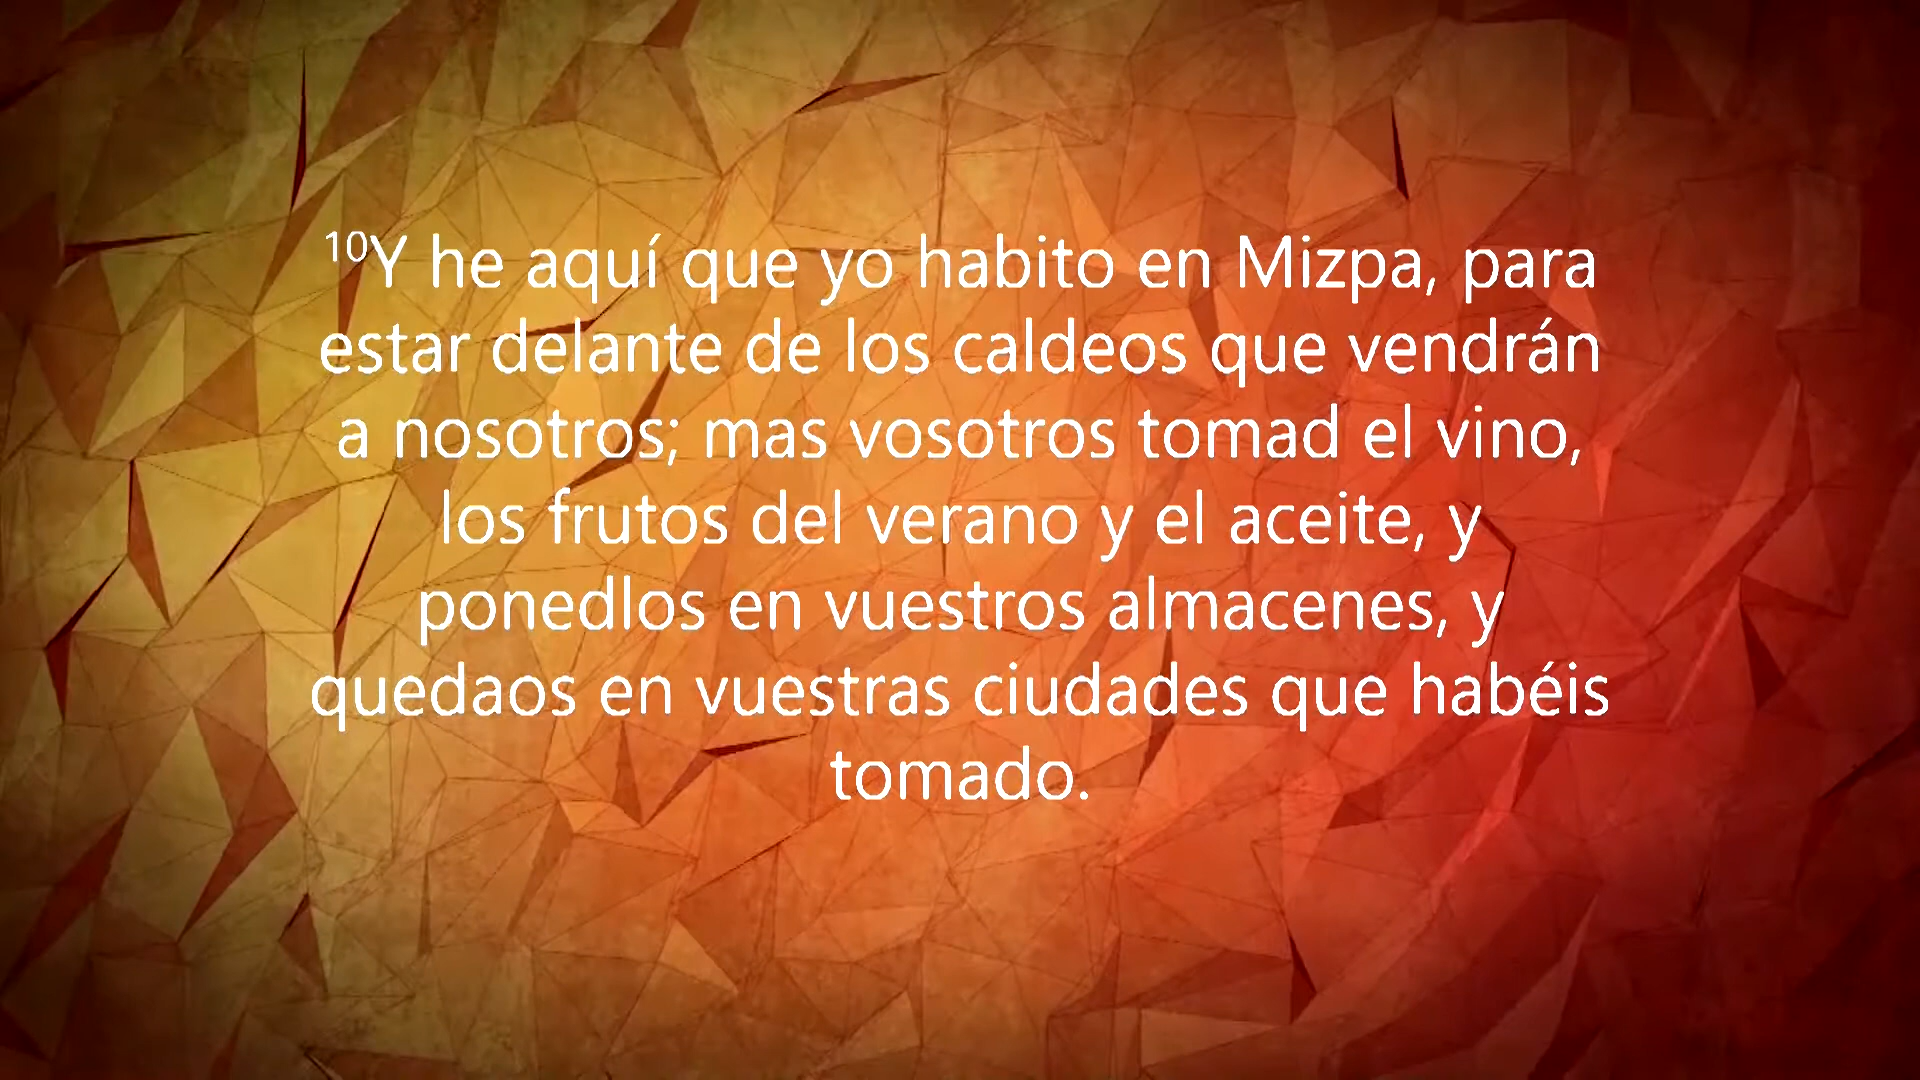 10Y he aquí que yo habito en Mizpa, para
estar delante de los caldeos que vendrán
a nosotros; mas vosotros tomad el vino,
los frutos del verano y el aceite, y
ponedlos en vuestros almacenes, y
quedaos en vuestras ciudades que habéis
tomado.